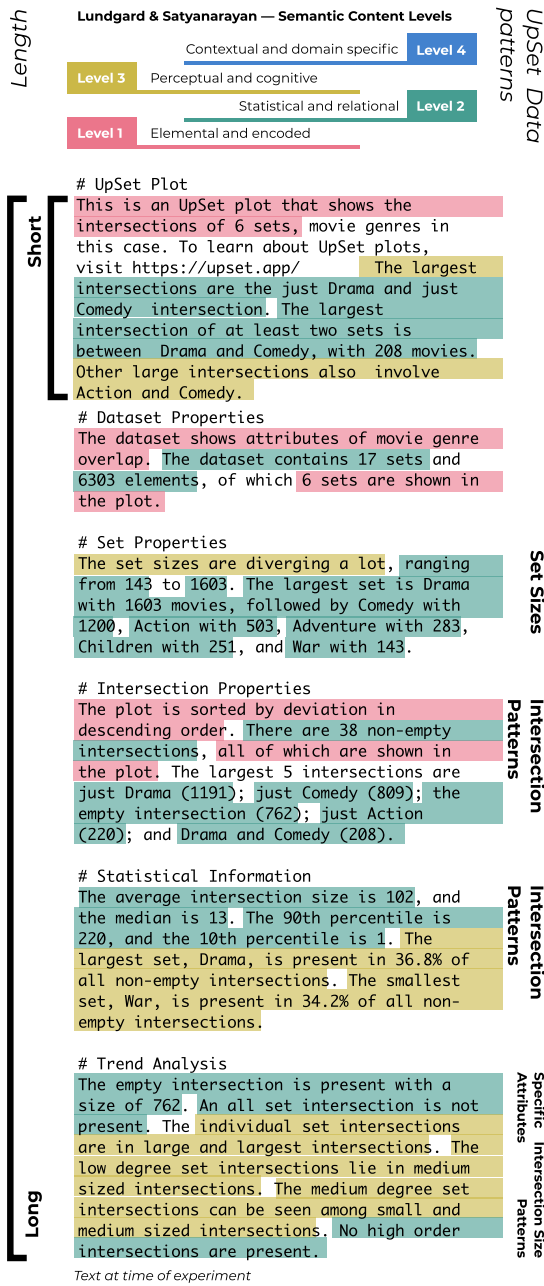 Lundgard & Satyanarayan — Semantic Content Levels
Length
UpSet Data
patterns
Contextual and domain specific Level 4
Level 3 Perceptual and cognitive
Statistical and relational Level 2
Level 1 Elemental and encoded
Short
# UpSet Plot
This is an UpSet plot that shows the
intersections of 6 sets, movie genres in
this case. To learn about UpSet plots,
visit https://upset.app/ The largest
intersections are the just Drama and just
Comedy intersection. The largest
intersection of at least two sets is
between Drama and Comedy, with 208 movies.
Other large intersections also involve
Action and Comedy.
# Dataset Properties
The dataset shows attributes of movie genre
overlap. The dataset contains 17 sets and
6303 elements, of which 6 sets are shown in
the plot.
# Set Properties
The set sizes are diverging a lot, ranging
from 143 to 1603. The largest set is Drama
with 1603 movies, followed by Comedy with
1200, Action with 503, Adventure with 283,
Children with 251, and War with 143.
Set Sizes
# Intersection Properties
The plot is sorted by deviation in
descending order. There are 38 non-empty
intersections, all of which are shown in
the plot. The largest 5 intersections are
just Drama (1191); just Comedy (809); the
empty intersection (762); just Action
(220); and Drama and Comedy (208).
Intersection
Patterns
# Statistical Information
The average intersection size is 102, and
the median is 13. The 90th percentile is
220, and the 10th percentile is 1. The
largest set, Drama, is present in 36.8% of
all non-empty intersections. The smallest
set, War, is present in 34.2% of all non-
empty intersections.
Intersection
Patterns
# Trend Analysis
The empty intersection is present with a
size of 762. An all set intersection is not
present. The individual set intersections
are in large and largest intersections. The
low degree set intersections lie in medium
sized intersections. The medium degree set
intersections can be seen among small and
medium sized intersections. No high order
intersections are present.
Specific
Attributes
Intersection Size
Patterns
Long
Text at time of experiment